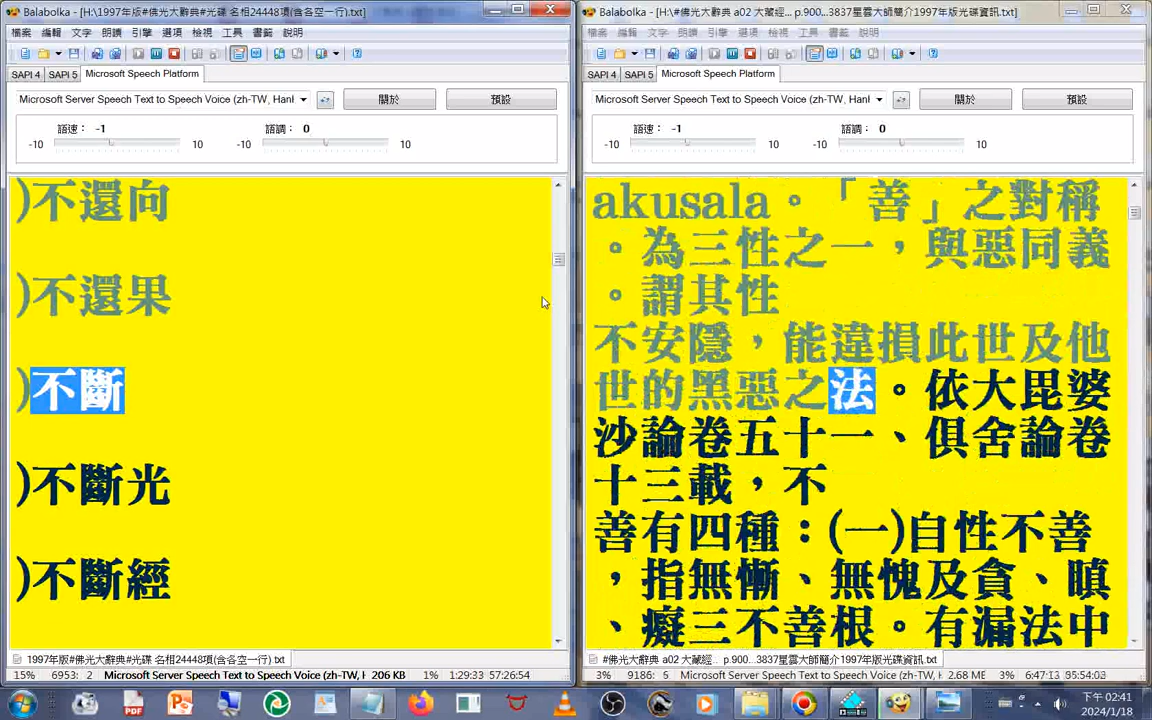 Balabolka - [H:\1997年版#佛光大辭典#光碟 名相24448項(含各空一行).txt]
檔案 編輯 文字 朗讀 引擎 選項 檢視 工具 書籤 說明
SAPI 4 SAPI 5 Microsoft Speech Platform
Microsoft Server Speech Text to Speech Voice (zh-TW, Hanl
關於
預設
語速： -1 語調： 0
-10 10 -10 10
)不還向
)不還果
)不斷
)不斷光
)不斷經
1997年版#佛光大辭典#光碟 名相24448項(含各空一行).txt
15% 6953: 2 Microsoft Server Speech Text to Speech Voice (zh-TW, H 206 KB 1% 1:29:33 57:26:54
Balabolka - [H:\#佛光大辭典 a02 大藏經... p.900...3837星雲大師簡介1997年版光碟資訊.txt]
檔案 編輯 文字 朗讀 引擎 選項 檢視 工具 書籤 說明
SAPI 4 SAPI 5 Microsoft Speech Platform
Microsoft Server Speech Text to Speech Voice (zh-TW, Hanl
關於
預設
語速： -1 語調： 0
-10 10 -10 10
akusala。「善」之對稱
。為三性之一，與惡同義
。謂其性
不安隱，能違損此世及他
世的黑惡之法。依大毘婆
沙論卷五十一、俱舍論卷
十三載，不
善有四種：(一)自性不善
，指無慚、無愧及貪、瞋
、癡三不善根。有漏法中
#佛光大辭典 a02 大藏經... p.900...3837星雲大師簡介1997年版光碟資訊.txt
3% 9186: 5 Microsoft Server Speech Text to Speech Voice (zh-TW, H 2.68 ME 3% 6:47:13 95:54:03
下午 02:41
2024/1/18